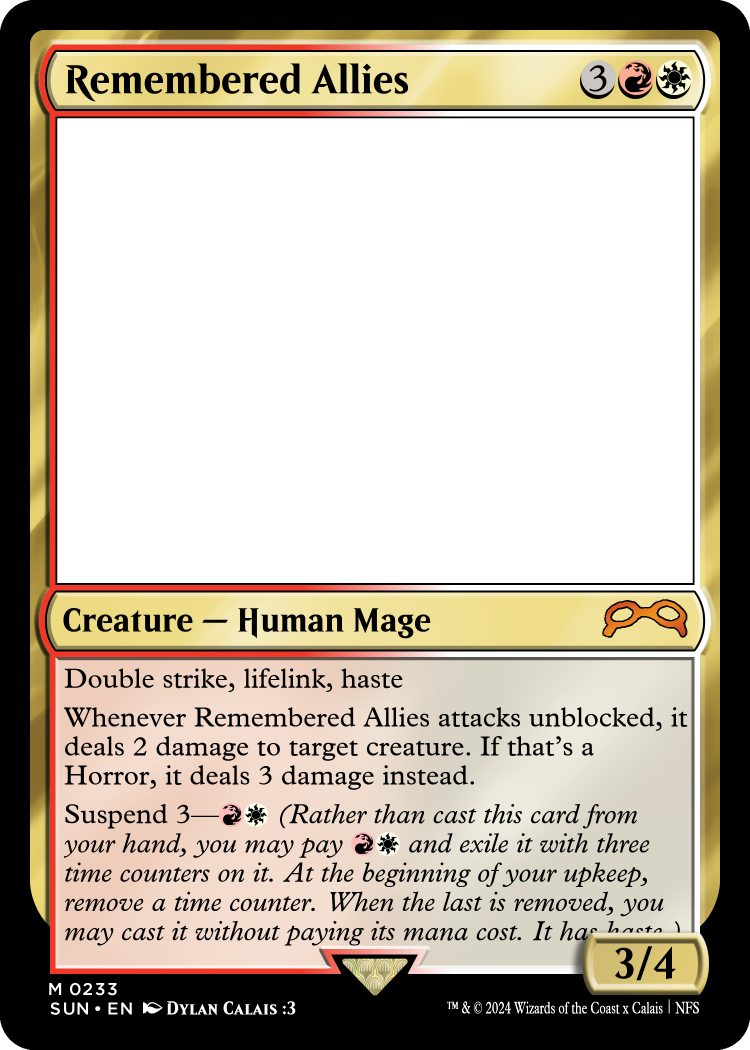 Remembered Allies 3
Creature — Human Mage
Double strike, lifelink, haste
Whenever Remembered Allies attacks unblocked, it
deals 2 damage to target creature. If that's a
Horror, it deals 3 damage instead.
Suspend 3— (Rather than cast this card from
your hand, you may pay and exile it with three
time counters on it. At the beginning of your upkeep,
remove a time counter. When the last is removed, you
may cast it without paying its mana cost. It has haste.)
3/4
M 0233
SUN • EN Dylan Calais :3
™ & © 2024 Wizards of the Coast x Calais | NFS